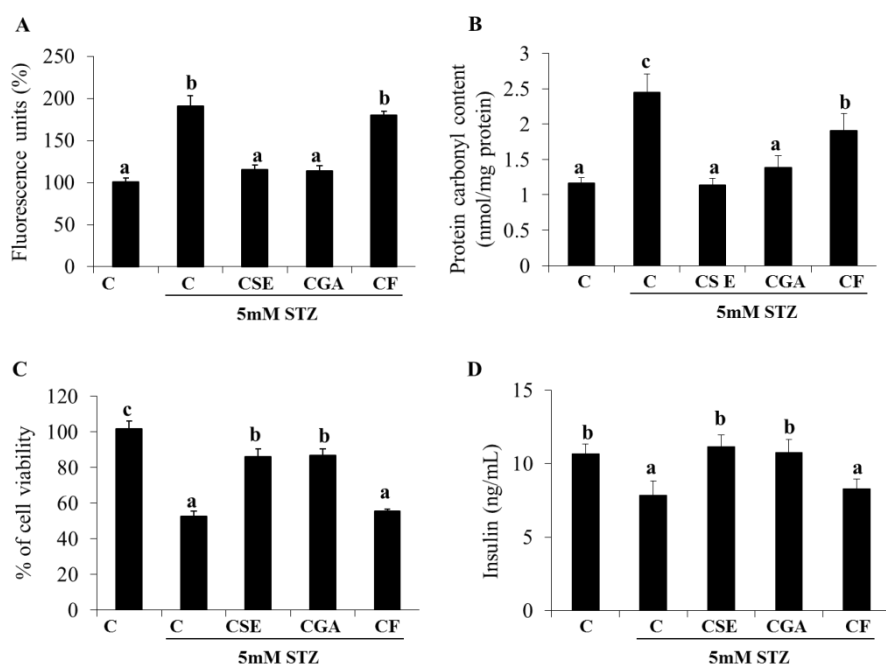 A
Fluorescence units (%)
250
200
150
100
50
0
a
b
a
a
b
C
C
CSE
CGA
CF
5mM STZ
B
Protein carbonyl content
(nmol/mg protein)
3
2.5
2
1.5
1
0.5
0
a
c
a
a
b
C
C
CS E
CGA
CF
5mM STZ
C
% of cell viability
120
100
80
60
40
20
0
c
a
b
b
a
C
C
CSE
CGA
CF
5mM STZ
D
Insulin (ng/mL)
15
10
5
0
b
a
b
b
a
C
C
CSE
CGA
CF
5mM STZ